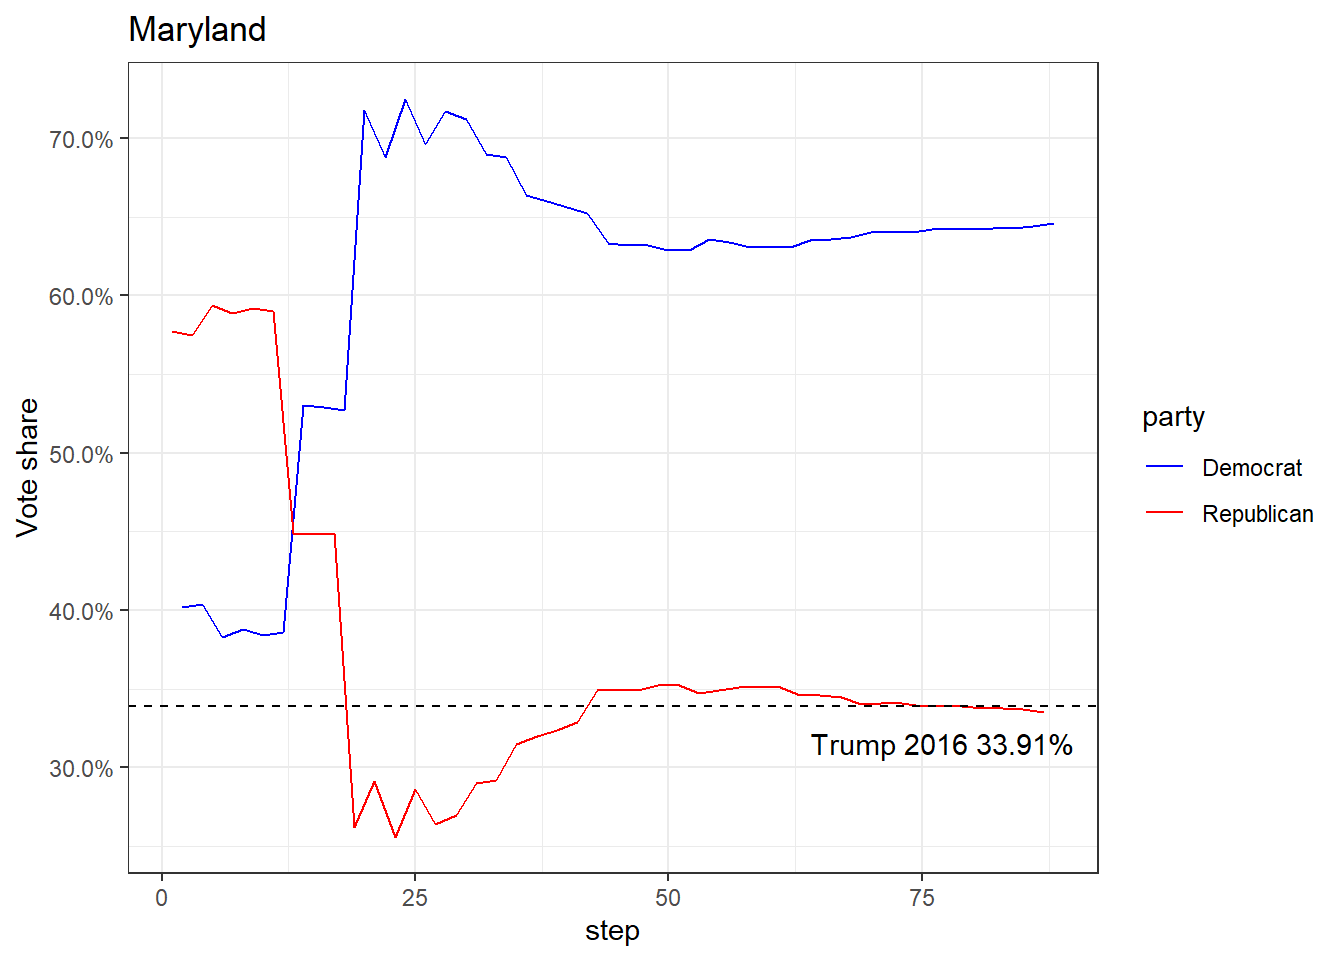 Maryland
Vote share
70.0%
60.0%
50.0%
40.0%
30.0%
Trump 2016 33.91%
0 25 50 75
step
party
Democrat
Republican